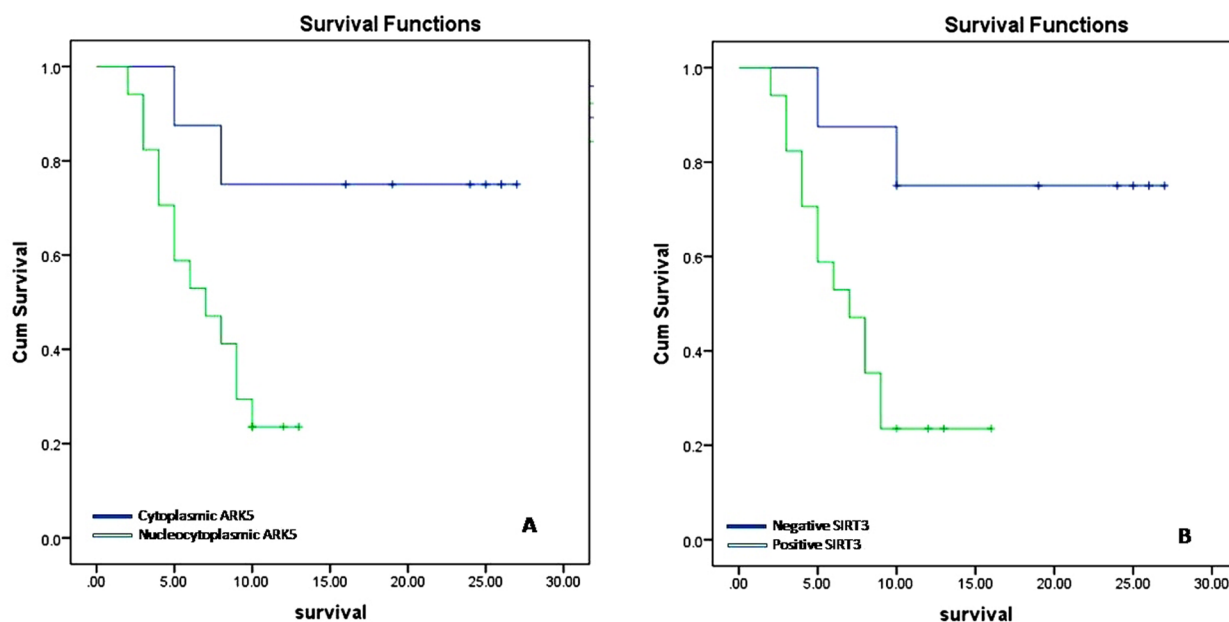 Survival Functions
1.0
0.8
0.6
0.4
0.2
0.0
Cum Survival
Cytoplasmic ARK5
Nucleocytoplasmic ARK5
A
.00 5.00 10.00 15.00 20.00 25.00 30.00
survival
Survival Functions
1.0
0.8
0.6
0.4
0.2
0.0
Cum Survival
Negative SIRT3
Positive SIRT3
B
.00 5.00 10.00 15.00 20.00 25.00 30.00
survival